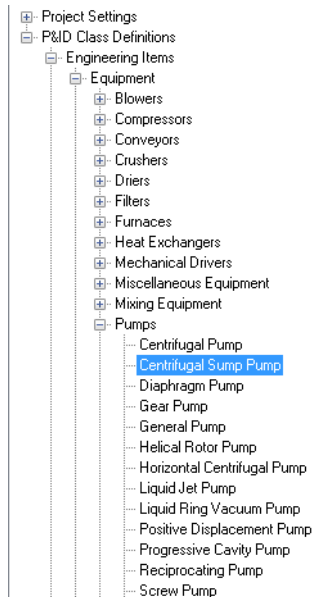 Project Settings
P&ID Class Definitions
Engineering Items
Equipment
Blowers
Compressors
Conveyors
Crushers
Driers
Filters
Furnaces
Heat Exchangers
Mechanical Drivers
Miscellaneous Equipment
Mixing Equipment
Pumps
Centrifugal Pump
Centrifugal Sump Pump
Diaphragm Pump
Gear Pump
General Pump
Helical Rotor Pump
Horizontal Centrifugal Pump
Liquid Jet Pump
Liquid Ring Vacuum Pump
Positive Displacement Pump
Progressive Cavity Pump
Reciprocating Pump
Screw Pump